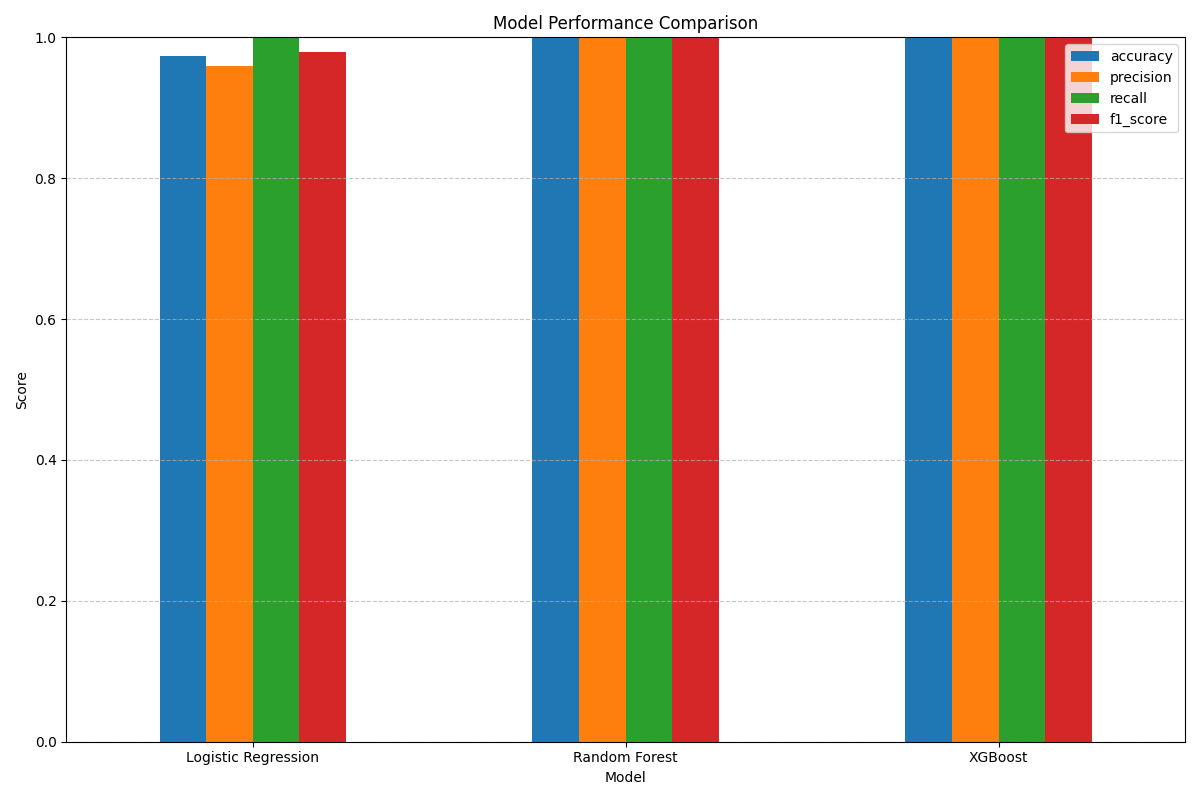 Model Performance Comparison
1.0
0.8
0.6
0.4
0.2
0.0
Score
accuracy
precision
recall
f1_score
Logistic Regression
Random Forest
XGBoost
Model